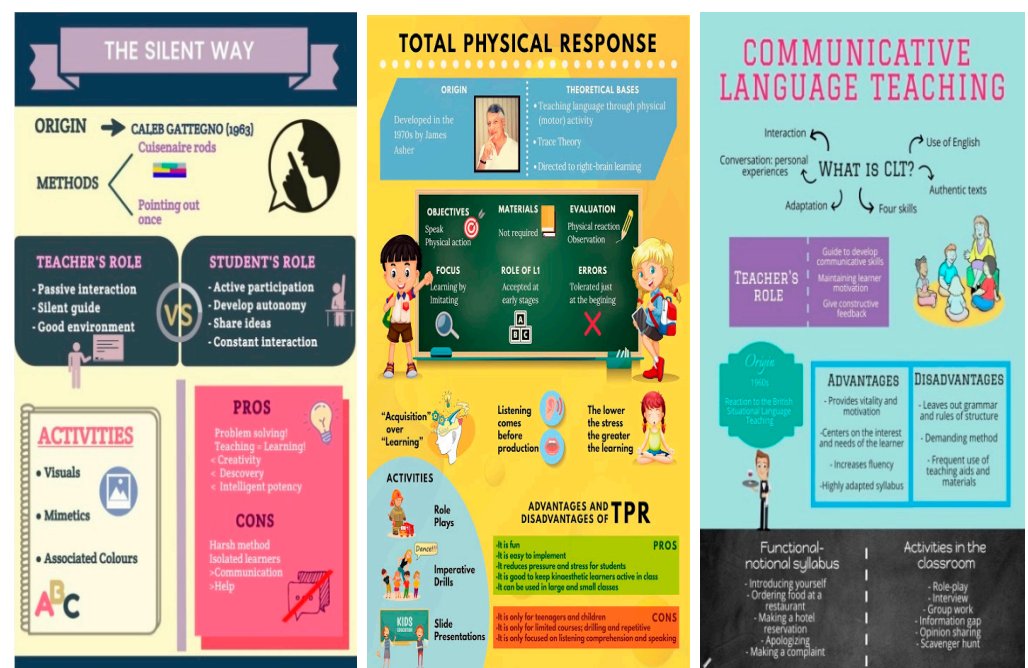 THE SILENT WAY
ORIGIN
CALEB GATTEGNO (1963)
METHODS
Cuisenaire rods
Pointing out
once
TEACHER'S ROLE
- Passive interaction
- Silent guide
- Good environment
VS
STUDENT'S ROLE
- Active participation
- Develop autonomy
- Share ideas
- Constant interaction
ACTIVITIES
• Visuals
• Mimetics
• Associated Colours
ABC
PROS
Problem solving!
Teaching = Learning!
< Creativity
< Descovery
< Intelligent potency
CONS
Harsh method
Isolated learners
>Communication
>Help
TOTAL PHYSICAL RESPONSE
ORIGIN
Developed in the
1970s by James
Asher
THEORETICAL BASES
• Teaching language through physical
(motor) activity
• Trace Theory
• Directed to right-brain learning
OBJECTIVES
Speak
Physical action
MATERIALS
Not required
EVALUATION
Physical reaction
Observation
FOCUS
Learning by
Imitating
ROLE OF L1
Accepted at
early stages
A
B C
ERRORS
Tolerated just
at the begining
"Acquisition"
over
"Learning"
Listening
comes
before
production
The lower
the stress
the greater
the learning
ACTIVITIES
Role
Plays
Dance!!!
Imperative
Drills
KIDS
EDUCATION
Slide
Presentations
ADVANTAGES AND
DISADVANTAGES OF TPR
PROS
-It is fun
-It is easy to implement
-It reduces pressure and stress for students
-It is good to keep kinaesthetic learners active in class
-It can be used in large and small classes
CONS
-It is only for teenagers and children
-It is only for limited courses; drilling and repetitive
-It is only focused on listening comprehension and speaking
COMMUNICATIVE
LANGUAGE TEACHING
WHAT IS CLT?
Interaction
Conversation: personal
experiences
Adaptation
Use of English
Authentic texts
Four skills
TEACHER'S
ROLE
Guide to develop
communicative skills
Maintaining learner
motivation
Give constructive
feedback
Origin
1960s
Reaction to the British
Situational Language
Teaching
ADVANTAGES
- Provides vitality and
motivation
-Centers on the interest
and needs of the learner
- Increases fluency
-Highly adapted syllabus
DISADVANTAGES
- Leaves out grammar
and rules of structure
- Demanding method
- Frequent use of
teaching aids and
materials
Functional-
notional syllabus
- Introducing yourself
- Ordering food at a
restaurant
- Making a hotel
reservation
- Apologizing
- Making a complaint
Activities in the
classroom
- Role-play
- Interview
- Group work
- Information gap
- Opinion sharing
- Scavenger hunt